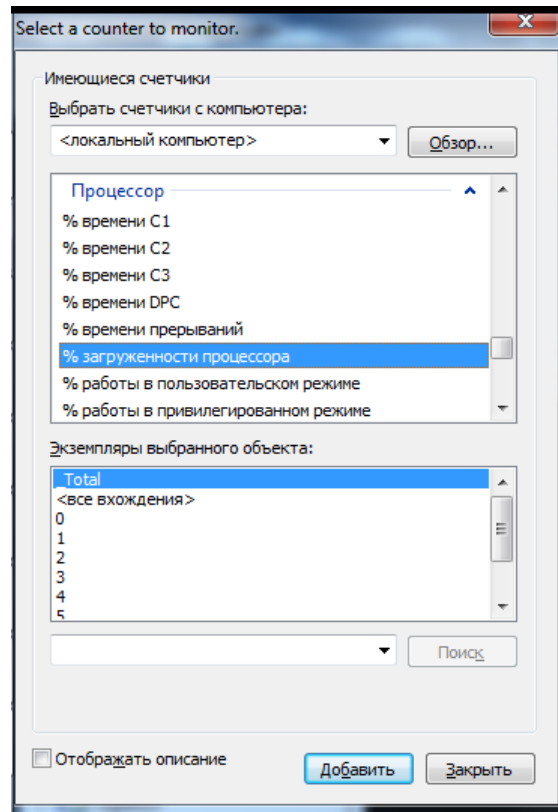 Select a counter to monitor.
Имеющиеся счетчики
Выбрать счетчики с компьютера:
<локальный компьютер>
Обзор...
Процессор
% времени C1
% времени C2
% времени C3
% времени DPC
% времени прерываний
% загруженности процессора
% работы в пользовательском режиме
% работы в привилегированном режиме
Экземпляры выбранного объекта:
_Total
<все вхождения>
0
1
2
3
4
5
Поиск
Отображать описание
Добавить
Закрыть